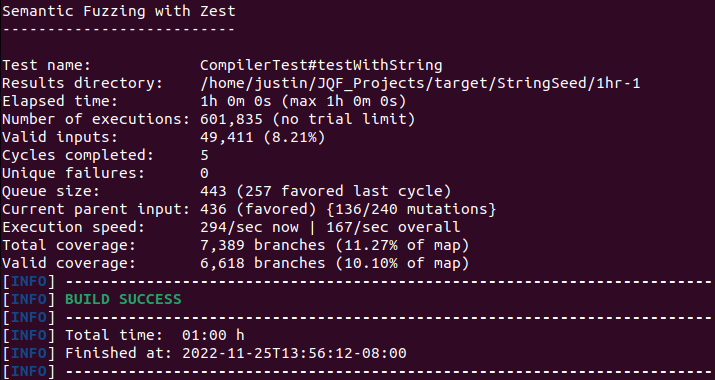 Semantic Fuzzing with Zest
--------------------------
Test name: CompilerTest#testWithString
Results directory: /home/justin/JQF_Projects/target/StringSeed/1hr-1
Elapsed time: 1h 0m 0s (max 1h 0m 0s)
Number of executions: 601,835 (no trial limit)
Valid inputs: 49,411 (8.21%)
Cycles completed: 5
Unique failures: 0
Queue size: 443 (257 favored last cycle)
Current parent input: 436 (favored) {136/240 mutations}
Execution speed: 294/sec now | 167/sec overall
Total coverage: 7,389 branches (11.27% of map)
Valid coverage: 6,618 branches (10.10% of map)
[INFO] ------------------------------------------------------------------------
[INFO] BUILD SUCCESS
[INFO] ------------------------------------------------------------------------
[INFO] Total time: 01:00 h
[INFO] Finished at: 2022-11-25T13:56:12-08:00
[INFO] ------------------------------------------------------------------------